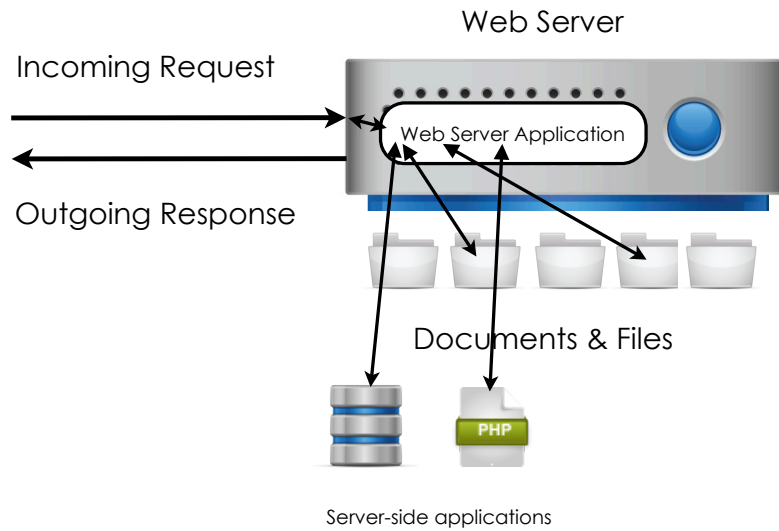 Web Server
Incoming Request
Web Server Application
Outgoing Response
Documents & Files
PHP
Server-side applications